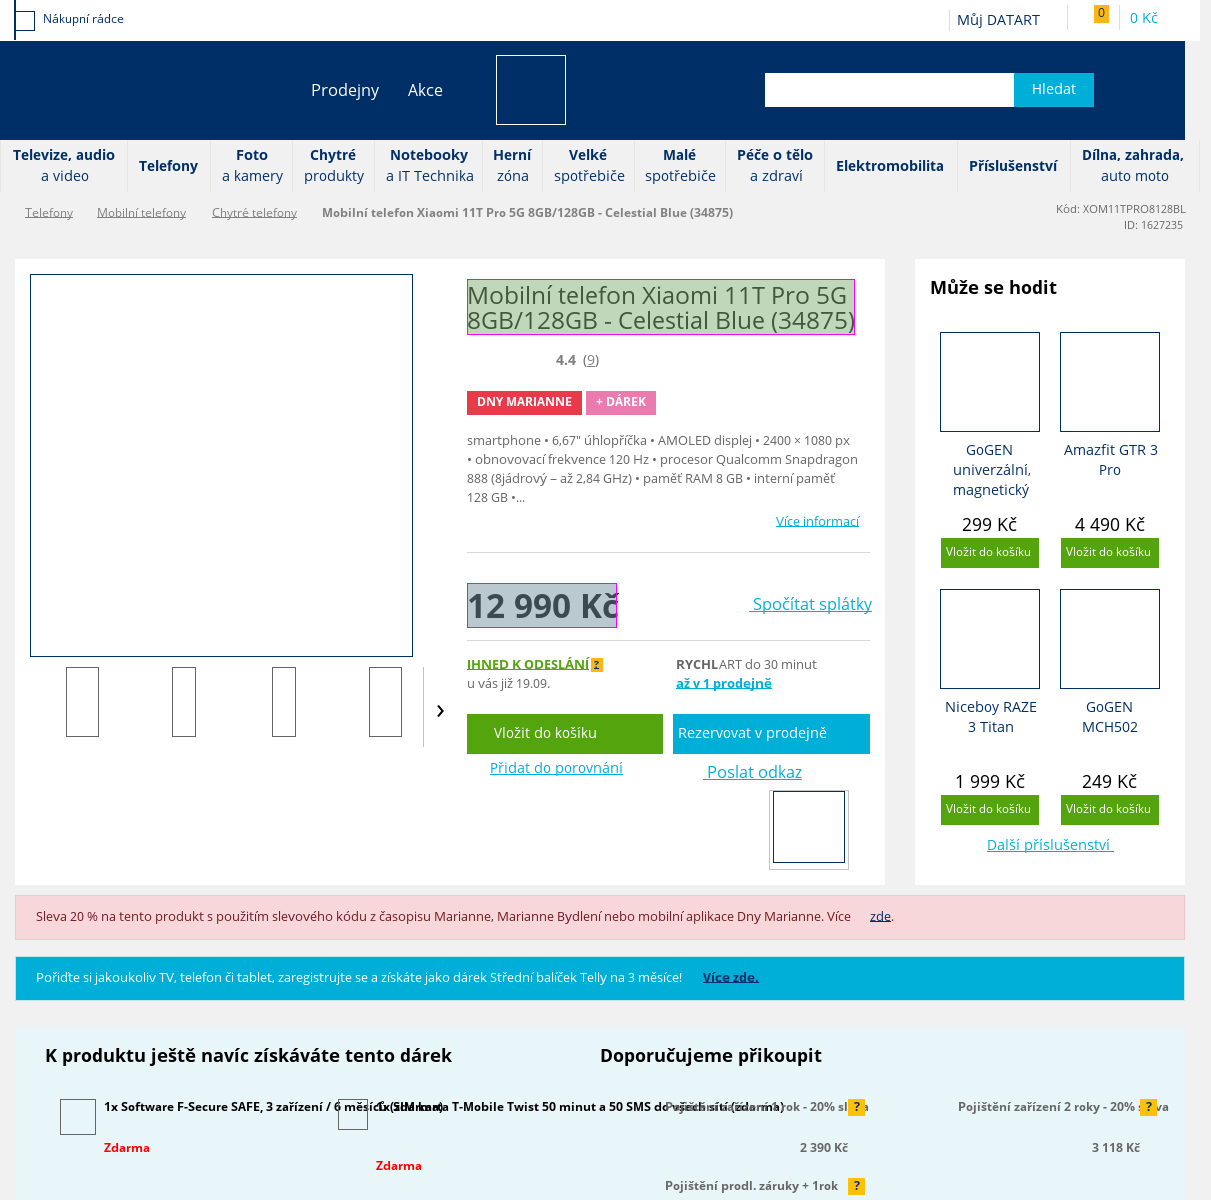 Nákupní rádce
Můj DATART
0
0 Kč
Prodejny
Akce
Hledat
Televize, audio
a video
Telefony
Foto
a kamery
Chytré
produkty
Notebooky
a IT Technika
Herní
zóna
Velké
spotřebiče
Malé
spotřebiče
Péče o tělo
a zdraví
Elektromobilita
Příslušenství
Dílna, zahrada,
auto moto
Telefony
Mobilní telefony
Chytré telefony
Mobilní telefon Xiaomi 11T Pro 5G 8GB/128GB - Celestial Blue (34875)
Kód: XOM11TPRO8128BL
ID: 1627235
Mobilní telefon Xiaomi 11T Pro 5G
8GB/128GB - Celestial Blue (34875)
4.4 (9)
DNY MARIANNE
+ DÁREK
smartphone • 6,67" úhlopříčka • AMOLED displej • 2400 × 1080 px
• obnovovací frekvence 120 Hz • procesor Qualcomm Snapdragon
888 (8jádrový – až 2,84 GHz) • paměť RAM 8 GB • interní paměť
128 GB •...
Více informací
12 990 Kč
Spočítat splátky
IHNED K ODESLÁNÍ ?
u vás již 19.09.
RYCHLART do 30 minut
až v 1 prodejně
Vložit do košíku
Rezervovat v prodejně
Přidat do porovnání
Poslat odkaz
Může se hodit
GoGEN
univerzální,
magnetický
299 Kč
Vložit do košíku
Amazfit GTR 3
Pro
4 490 Kč
Vložit do košíku
Niceboy RAZE
3 Titan
1 999 Kč
Vložit do košíku
GoGEN
MCH502
249 Kč
Vložit do košíku
Další příslušenství
Sleva 20 % na tento produkt s použitím slevového kódu z časopisu Marianne, Marianne Bydlení nebo mobilní aplikace Dny Marianne. Více zde.
Pořiďte si jakoukoliv TV, telefon či tablet, zaregistrujte se a získáte jako dárek Střední balíček Telly na 3 měsíce! Více zde.
K produktu ještě navíc získáváte tento dárek
1x Software F-Secure SAFE, 3 zařízení / 6 měsíců (zdarma)
Zdarma
1x SIM karta T-Mobile Twist 50 minut a 50 SMS do všech sítí (zdarma)
Zdarma
Doporučujeme přikoupit
Pojištění zařízení 1 rok - 20% sleva
?
2 390 Kč
Pojištění zařízení 2 roky - 20% sleva
?
3 118 Kč
Pojištění prodl. záruky + 1rok
?